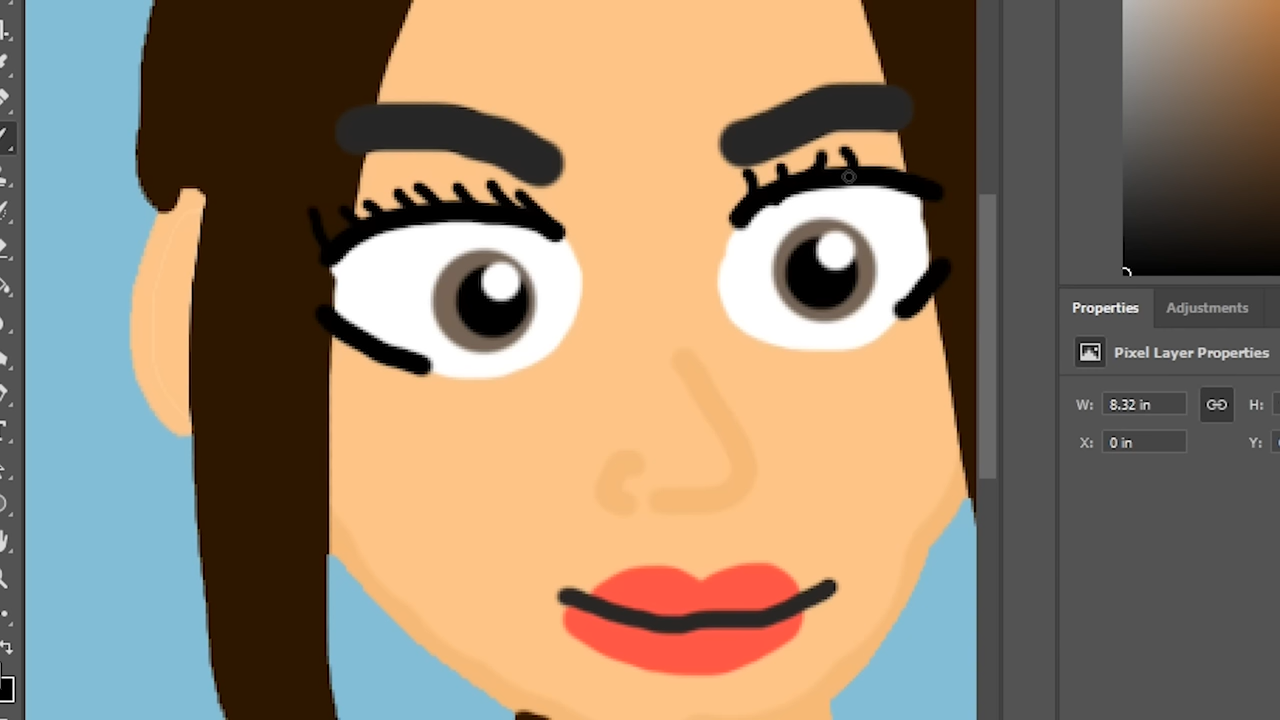 Properties Adjustments
Pixel Layer Properties
W: 8.32 in H:
X: 0 in Y: